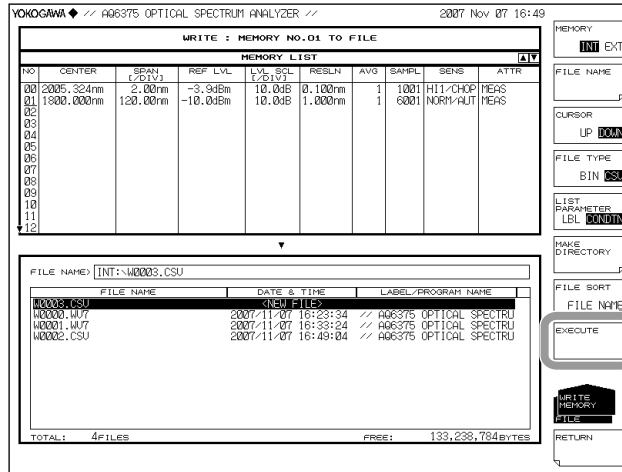 YOKOGAWA ◆ // AQ6375 OPTICAL SPECTRUM ANALYZER // 2007 Nov 07 16:49
WRITE : MEMORY NO.01 TO FILE
MEMORY LIST
NO CENTER SPAN [/DIV] REF LVL LVL SCL [/DIV] RESLN AVG SAMPL SENS ATTR
00 2005.324nm 2.00nm -3.9dBm 10.0dB 0.100nm 1 1001 HI1/CHOP MEAS
01 1800.000nm 120.00nm -10.0dBm 10.0dB 1.000nm 1 6001 NORM/AUT MEAS
02
03
04
05
06
07
08
09
10
11
12
FILE NAME> INT:\W0003.CSV
FILE NAME DATE & TIME LABEL/PROGRAM NAME
W0003.CSV <NEW FILE>
W0000.WV7 2007/11/07 16:23:34 // AQ6375 OPTICAL SPECTRU
W0001.WV7 2007/11/07 16:33:24 // AQ6375 OPTICAL SPECTRU
W0002.CSV 2007/11/07 16:49:04 // AQ6375 OPTICAL SPECTRU
TOTAL: 4FILES FREE: 133,238,784BYTES
MEMORY
INT EXT
FILE NAME
CURSOR
UP DOWN
FILE TYPE
BIN CSV
LIST
PARAMETER
LBL CONDTN
MAKE
DIRECTORY
FILE SORT
FILE NAME
EXECUTE
WRITE
MEMORY
FILE
RETURN